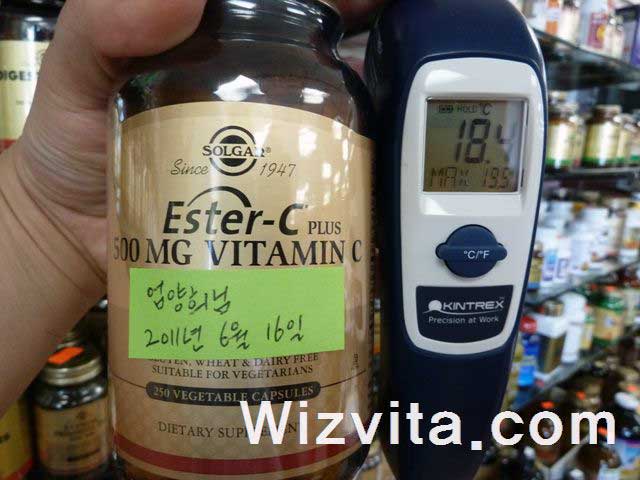 DIGES
SOLGAR®
Since 1947
Ester-C PLUS
500 MG VITAMIN C
엄양희님
2011년 6월 16일
GLUTEN, WHEAT & DAIRY FREE
SUITABLE FOR VEGETARIANS
250 VEGETABLE CAPSULES
DIETARY SUPPLEMENT
HOLD °C
18.4
MAX 19.5
°C/°F
KINTREX
Precision at Work
Wizvita.com